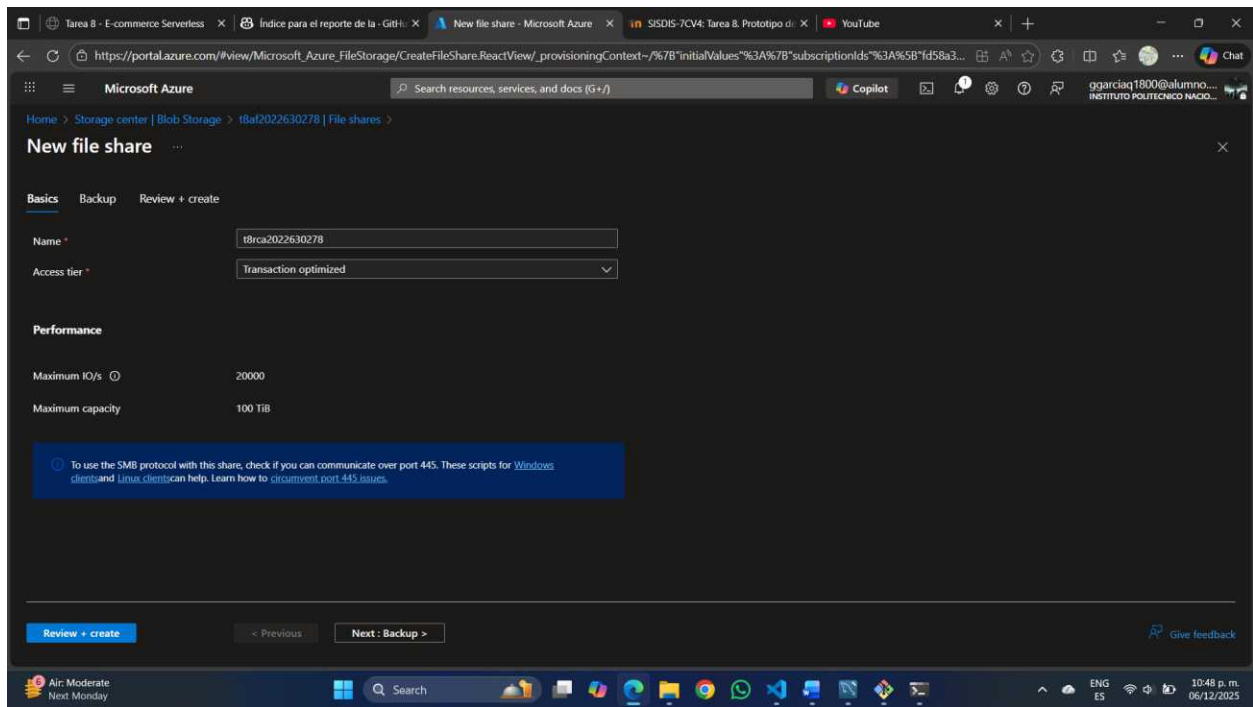 Tarea 8 - E-commerce Serverless
Índice para el reporte de la - GitHu
New file share - Microsoft Azure
SISDIS-7CV4: Tarea 8. Prototipo de
YouTube
https://portal.azure.com/#view/Microsoft_Azure_FileStorage/CreateFileShare.ReactView/_provisioningContext~/%7B"initialValues"%3A%7B"subscriptionIds"%3A%5B"fd58a3...
Chat
Microsoft Azure
Search resources, services, and docs (G+/)
Copilot
1
ggarciaq1800@alumno....
INSTITUTO POLITECNICO NACIO...
Home > Storage center | Blob Storage > t8af2022630278 | File shares >
New file share ...
Basics Backup Review + create
Name *
t8rca2022630278
Access tier *
Transaction optimized
Performance
Maximum IO/s
20000
Maximum capacity
100 TiB
To use the SMB protocol with this share, check if you can communicate over port 445. These scripts for Windows
clientsand Linux clientscan help. Learn how to circumvent port 445 issues.
Review + create
< Previous
Next : Backup >
Give feedback
6
Air: Moderate
Next Monday
Search
ENG
ES
10:48 p. m.
06/12/2025